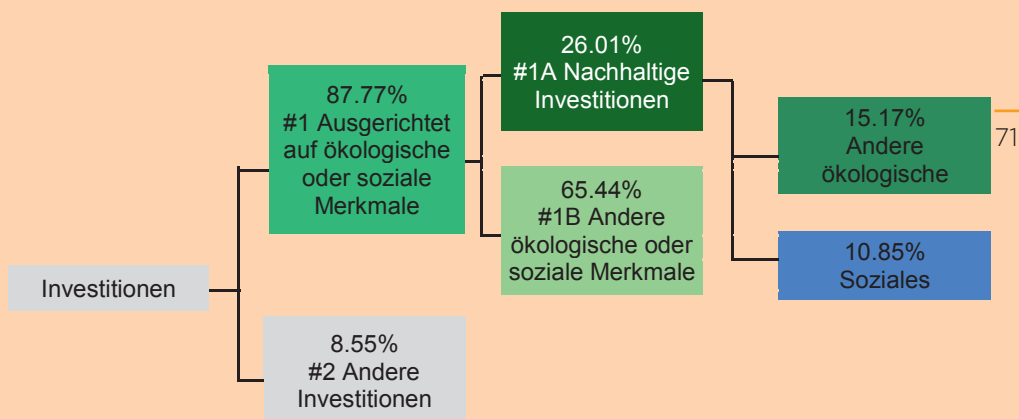 26.01%
#1A Nachhaltige
Investitionen
87.77%
#1 Ausgerichtet
auf ökologische
oder soziale
Merkmale
15.17%
Andere
ökologische
71
65.44%
#1B Andere
ökologische oder
soziale Merkmale
10.85%
Soziales
Investitionen
8.55%
#2 Andere
Investitionen